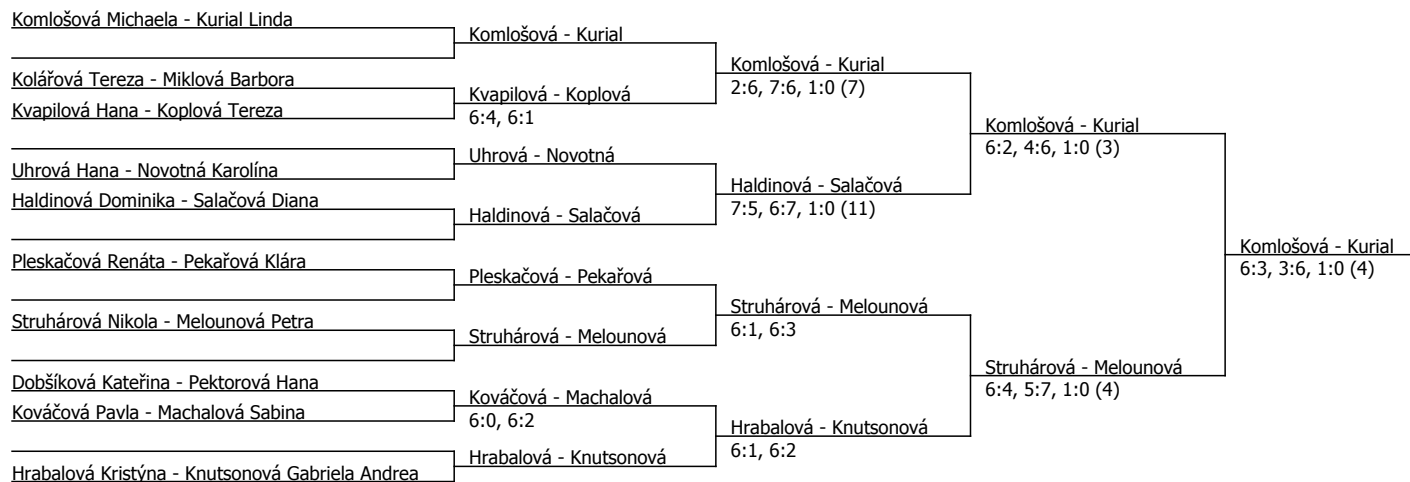 Komlošová Michaela - Kurial Linda
Komlošová - Kurial
Komlošová - Kurial
2:6, 7:6, 1:0 (7)
Kolářová Tereza - Miklová Barbora
Kvapilová - Koplová
Kvapilová Hana - Koplová Tereza
6:4, 6:1
Komlošová - Kurial
6:2, 4:6, 1:0 (3)
Uhrová - Novotná
Uhrová Hana - Novotná Karolína
Haldinová - Salačová
7:5, 6:7, 1:0 (11)
Haldinová Dominika - Salačová Diana
Haldinová - Salačová
Komlošová - Kurial
6:3, 3:6, 1:0 (4)
Pleskačová Renáta - Pekařová Klára
Pleskačová - Pekařová
Struhárová - Melounová
6:1, 6:3
Struhárová Nikola - Melounová Petra
Struhárová - Melounová
Struhárová - Melounová
6:4, 5:7, 1:0 (4)
Dobšíková Kateřina - Pektorová Hana
Kováčová - Machalová
Kováčová Pavla - Machalová Sabina
6:0, 6:2
Hrabalová - Knutsonová
6:1, 6:2
Hrabalová - Knutsonová
Hrabalová Kristýna - Knutsonová Gabriela Andrea